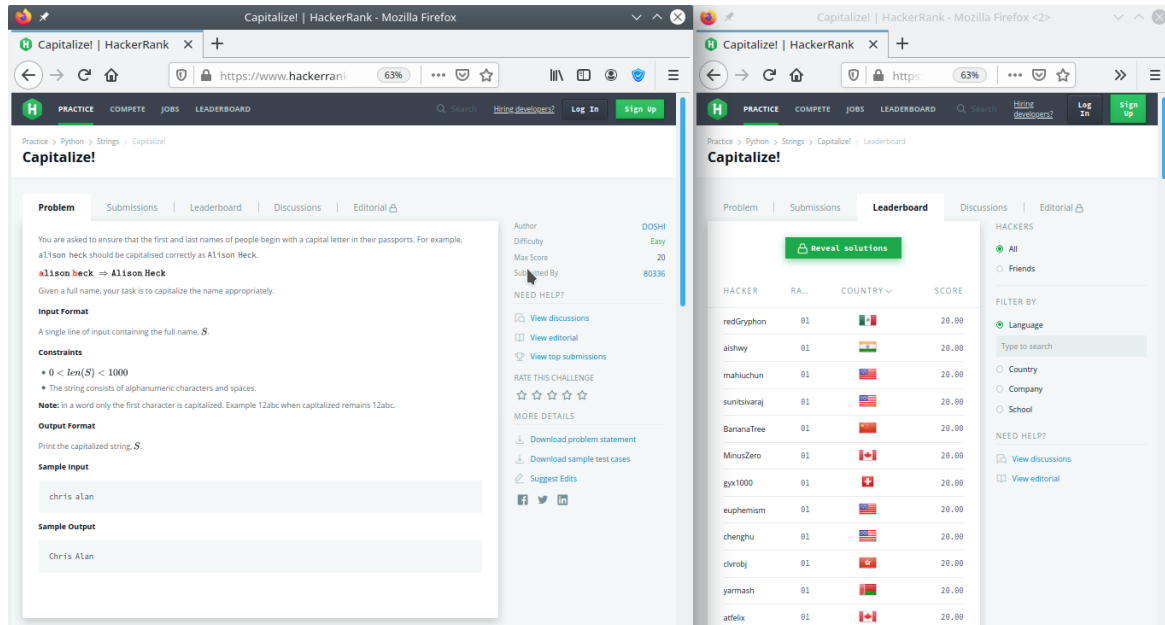 Capitalize! | HackerRank - Mozilla Firefox
Capitalize! | HackerRank
https://www.hackerrank
63%
H PRACTICE COMPETE JOBS LEADERBOARD Search Hiring developers? Log In Sign Up
Practice > Python > Strings > Capitalize!
Capitalize!
Problem Submissions Leaderboard Discussions Editorial
You are asked to ensure that the first and last names of people begin with a capital letter in their passports. For example,
alison heck should be capitalised correctly as Alison Heck.
alison heck ⇒ Alison Heck
Given a full name, your task is to capitalize the name appropriately.
Input Format
A single line of input containing the full name, S.
Constraints
• 0 < len(S) < 1000
• The string consists of alphanumeric characters and spaces.
Note: in a word only the first character is capitalized. Example 12abc when capitalized remains 12abc.
Output Format
Print the capitalized string, S.
Sample Input
chris alan
Sample Output
Chris Alan
Author DOSHI
Difficulty Easy
Max Score 20
Submitted By 80336
NEED HELP?
View discussions
View editorial
View top submissions
RATE THIS CHALLENGE
MORE DETAILS
Download problem statement
Download sample test cases
Suggest Edits
Capitalize! | HackerRank - Mozilla Firefox <2>
Capitalize! | HackerRank
https:
63%
H PRACTICE COMPETE JOBS LEADERBOARD Search Hiring developers? Log In Sign Up
Practice > Python > Strings > Capitalize! > Leaderboard
Capitalize!
Problem Submissions Leaderboard Discussions Editorial
Reveal solutions
HACKER RA... COUNTRY SCORE
redGryphon 01 20.00
aishwy 01 20.00
mahiuchun 01 20.00
sunitsivaraj 01 20.00
BananaTree 01 20.00
MinusZero 01 20.00
gyx1000 01 20.00
euphemism 01 20.00
chenghu 01 20.00
clvrobj 01 20.00
yarmash 01 20.00
atfelix 01 20.00
HACKERS
All
Friends
FILTER BY
Language
Type to search
Country
Company
School
NEED HELP?
View discussions
View editorial